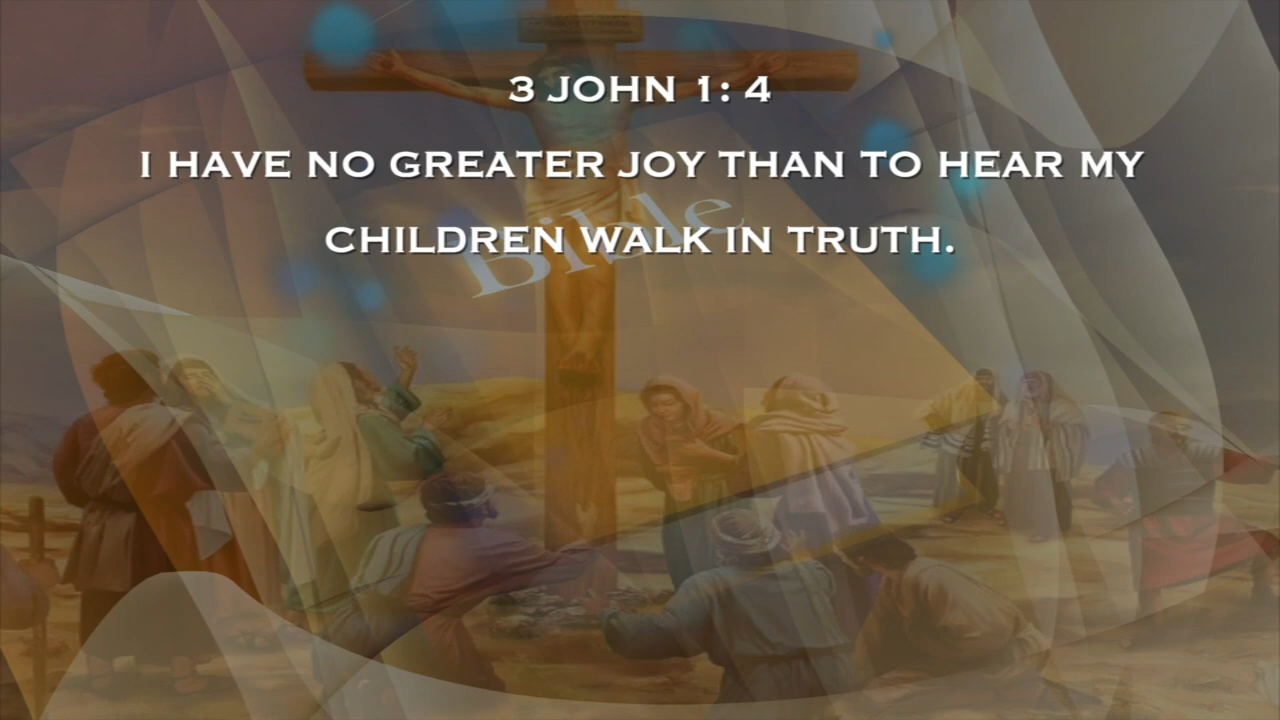 3 JOHN 1: 4
I HAVE NO GREATER JOY THAN TO HEAR MY
Bible
CHILDREN WALK IN TRUTH.